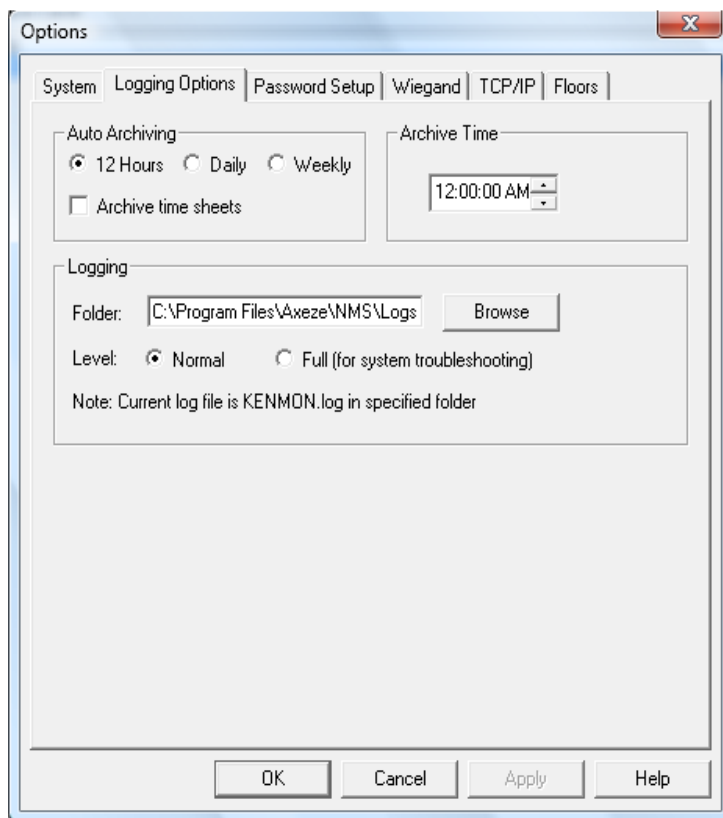 Options
X
System Logging Options Password Setup Wiegand TCP/IP Floors
Auto Archiving
12 Hours Daily Weekly
Archive time sheets
Archive Time
12:00:00 AM
Logging
Folder: C:\Program Files\Axeze\NMS\Logs Browse
Level: Normal Full (for system troubleshooting)
Note: Current log file is KENMON.log in specified folder
OK Cancel Apply Help